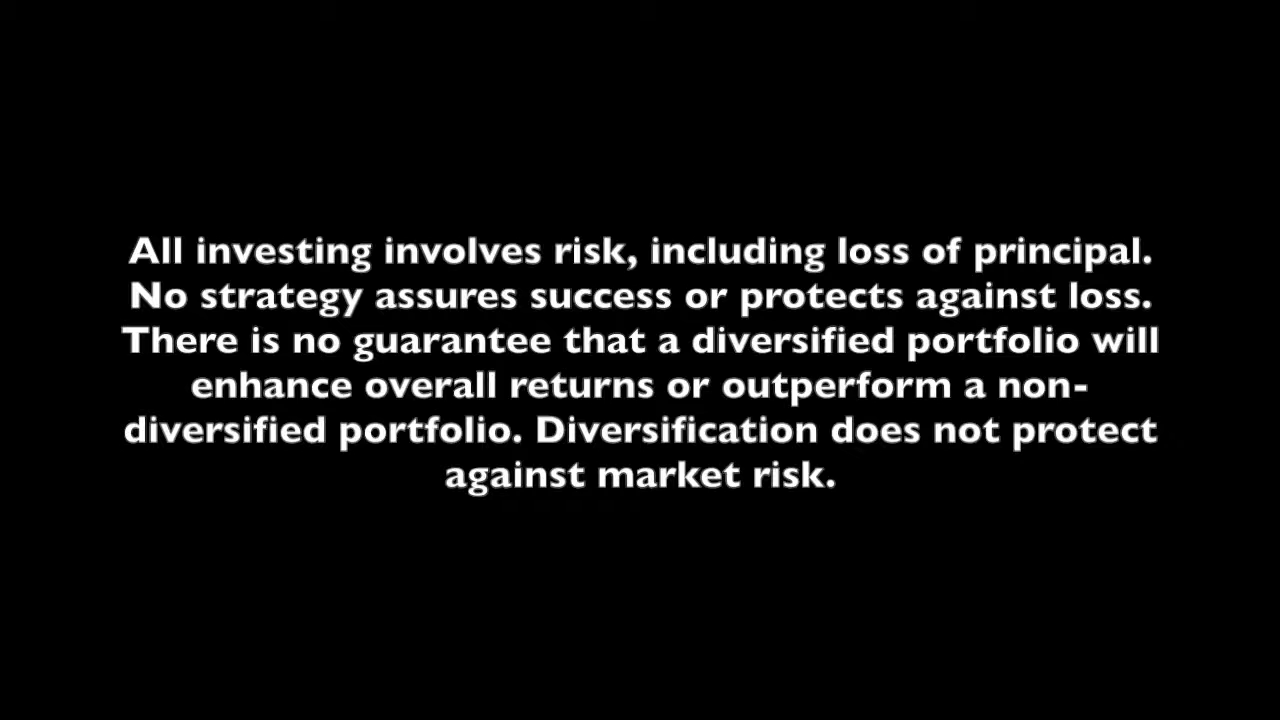 All investing involves risk, including loss of principal.
No strategy assures success or protects against loss.
There is no guarantee that a diversified portfolio will
enhance overall returns or outperform a non-
diversified portfolio. Diversification does not protect
against market risk.